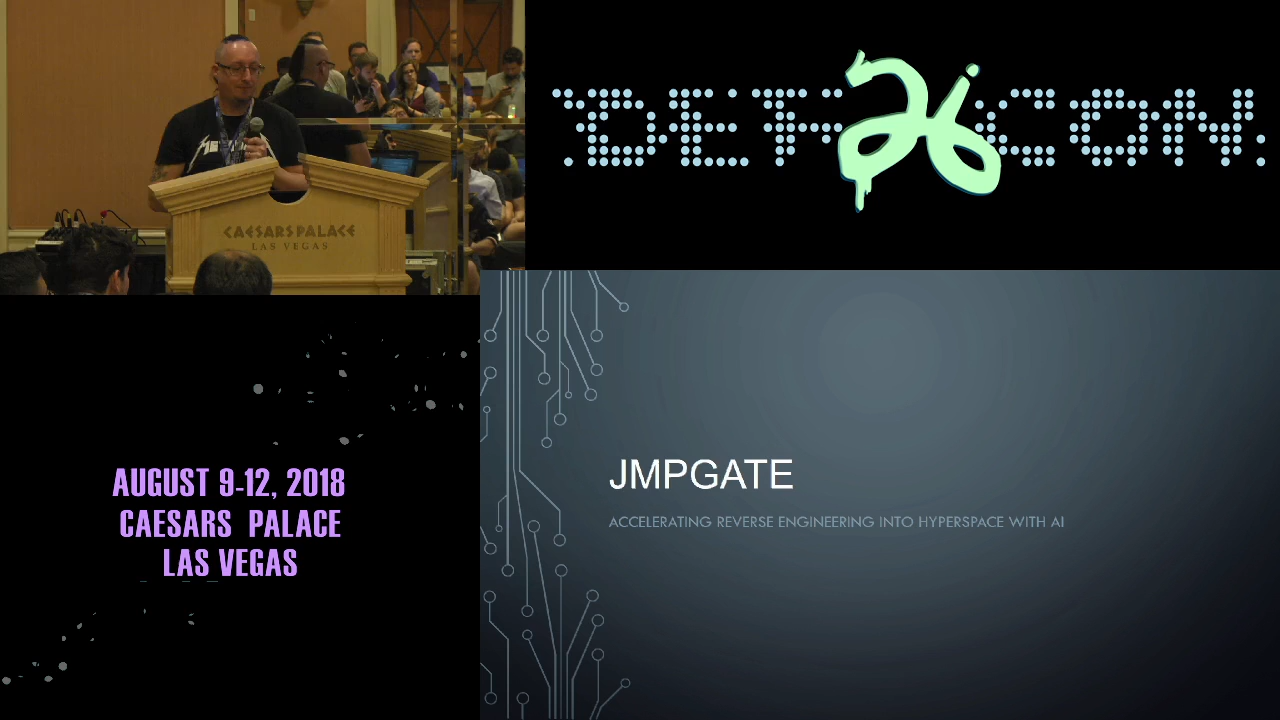 DEF 26 CON
CAESARS PALACE
LAS VEGAS
JMPGATE
ACCELERATING REVERSE ENGINEERING INTO HYPERSPACE WITH AI
AUGUST 9-12, 2018
CAESARS PALACE
LAS VEGAS